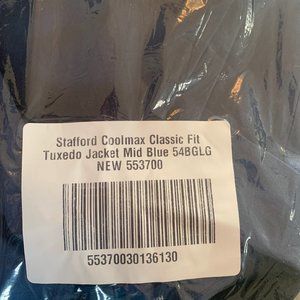 Stafford Coolmax Classic Fit
Tuxedo Jacket Mid Blue 54BGLG
NEW 553700
55370030136130